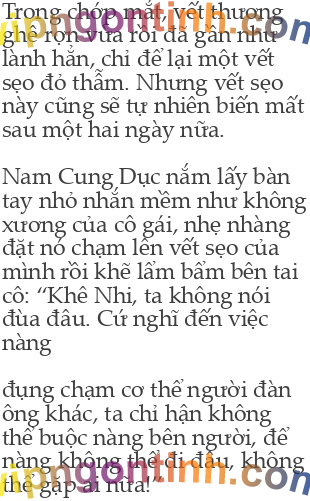 Trong chớp mắt, vết thương
ghê rợn vừa rồi đã gần như
lành hẳn, chỉ để lại một vết
sẹo đỏ thẫm. Nhưng vết sẹo
này cũng sẽ tự nhiên biến mất
sau một hai ngày nữa.
Nam Cung Dục nắm lấy bàn
tay nhỏ nhắn mềm như không
xương của cô gái, nhẹ nhàng
đặt nó chạm lên vết sẹo của
mình rồi khẽ lẩm bẩm bên tai
cô: “Khê Nhi, ta không nói
đùa đâu. Cứ nghĩ đến việc
nàng
đụng chạm cơ thể người đàn
ông khác, ta chỉ hận không
thể buộc nàng bên người, để
nàng không thể đi đâu, không
thể gặp ai nữa!”